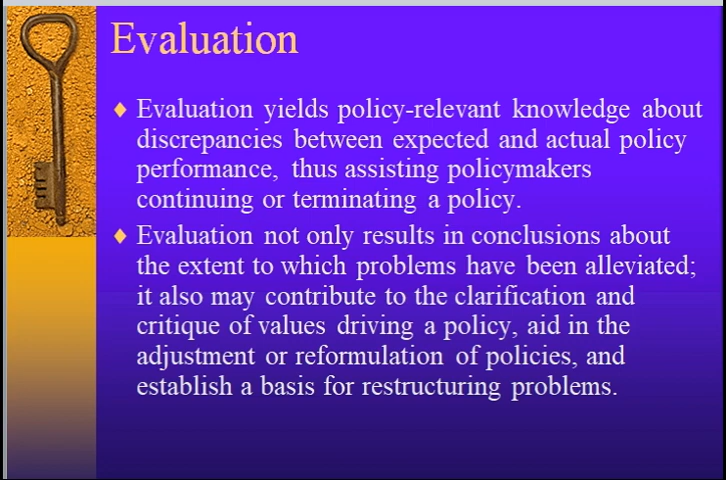 Evaluation
♦ Evaluation yields policy-relevant knowledge about
discrepancies between expected and actual policy
performance, thus assisting policymakers
continuing or terminating a policy.
♦ Evaluation not only results in conclusions about
the extent to which problems have been alleviated;
it also may contribute to the clarification and
critique of values driving a policy, aid in the
adjustment or reformulation of policies, and
establish a basis for restructuring problems.